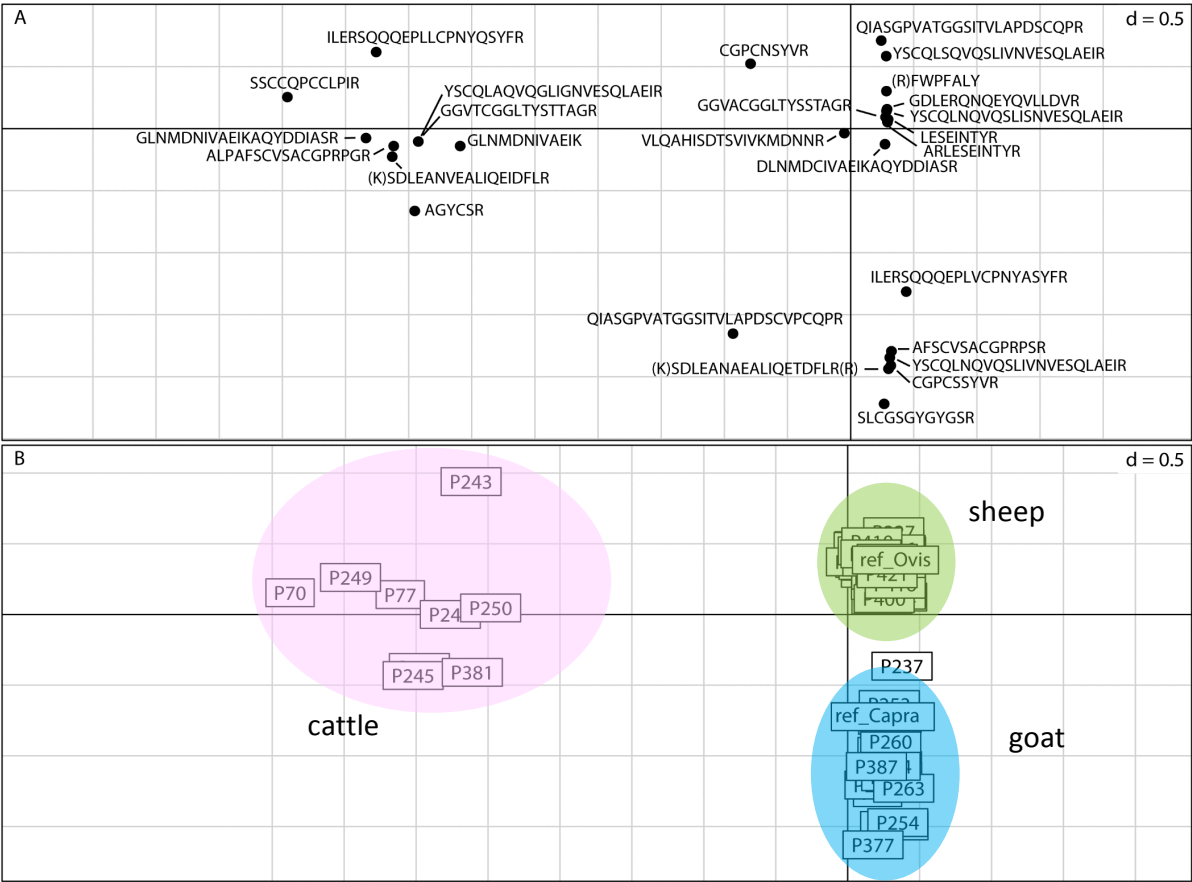 A
d = 0.5
QIASGPVATGGSITVLAPDSCQPR
ILERSQQQEPLLCPNYQSYFR
CGPCNSYVR
YSCQLSQVQSLIVNVESQLAEIR
SSCCQPCCLPIR
(R)FWPFALY
YSCQLAQVQGLIGNVESQLAEIR
GGVTCGGLTYSTTAGR
GGVACGGLTYSSTAGR
GDLERQNQEYQVLLDVR
YSCQLNQVQSLISNVESQLAEIR
GLNMDNIVAEIKAQYDDIASR
GLNMDNIVAEIK
VLQAHISDTSVIVKMDNNR
LESEINTYR
ARLESEINTYR
ALPAFSCVSACGPRPGR
DLNMDCIVAEIKAQYDDIASR
(K)SDLEANVEALIQEIDFLR
AGYCSR
ILERSQQQEPLVCPNYASYFR
QIASGPVATGGSITVLAPDSCVPCQPR
AFSCVSACGPRPSR
(K)SDLEANAEALIQETDFLR(R)
YSCQLNQVQSLIVNVESQLAEIR
CGPCSSYVR
SLCGSGYGYGSR
B
d = 0.5
P243
sheep
ref_Ovis
P249
P421
P70
P77
P400
P250
P237
P245
P381
ref_Capra
cattle
goat
P260
P387
P263
P254
P377